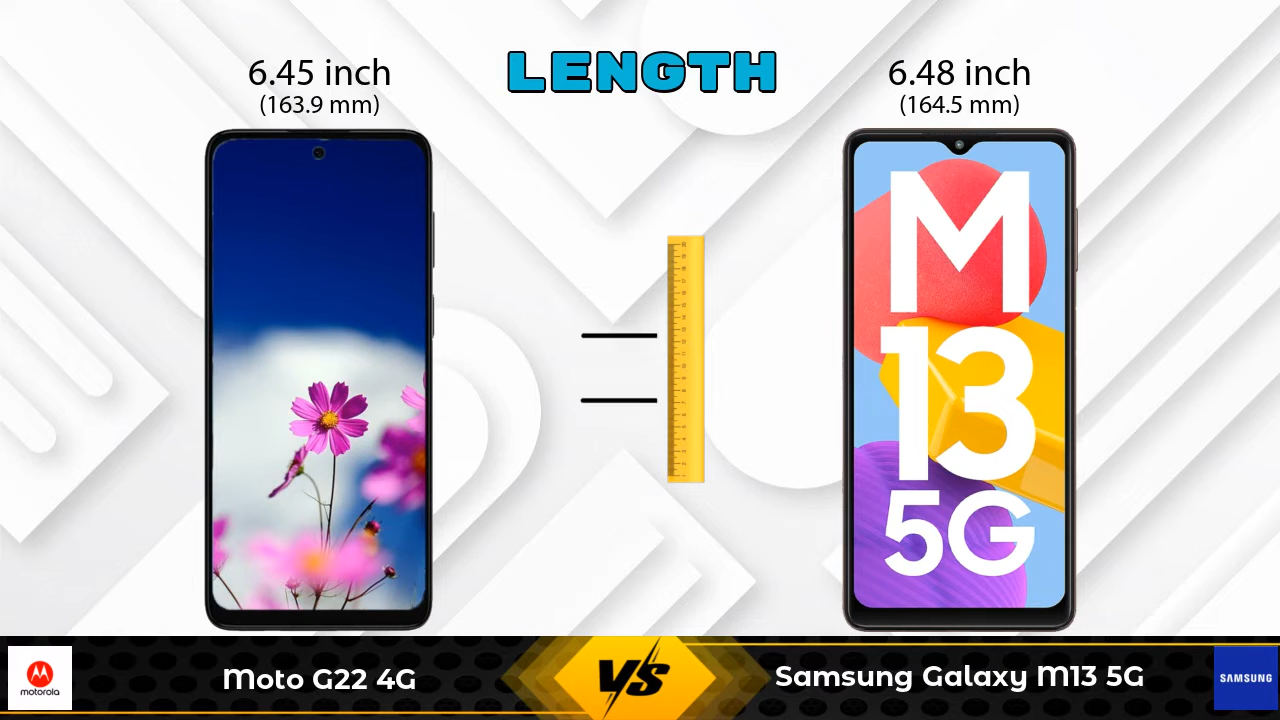 LENGTH
6.45 inch
(163.9 mm)
6.48 inch
(164.5 mm)
M
13
5G
motorola
Moto G22 4G
VS
Samsung Galaxy M13 5G
SAMSUNG